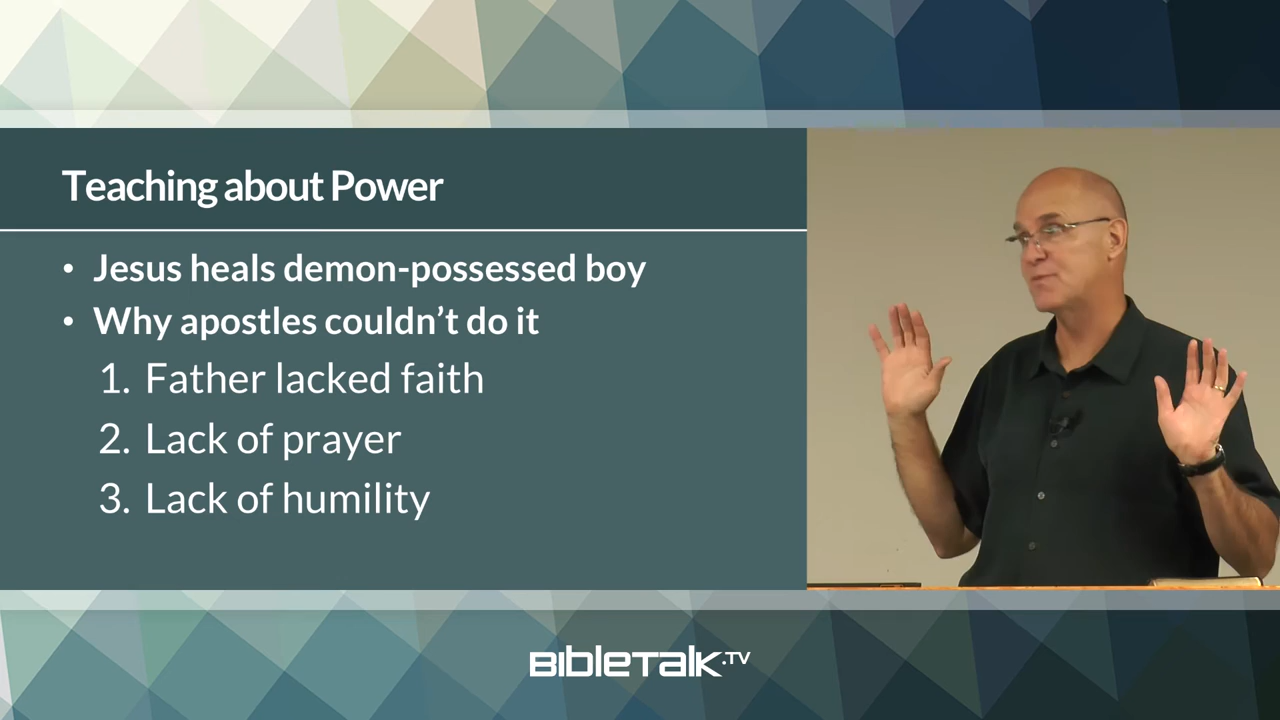 Teaching about Power
• Jesus heals demon-possessed boy
• Why apostles couldn’t do it
1. Father lacked faith
2. Lack of prayer
3. Lack of humility
BIBLETALK.TV